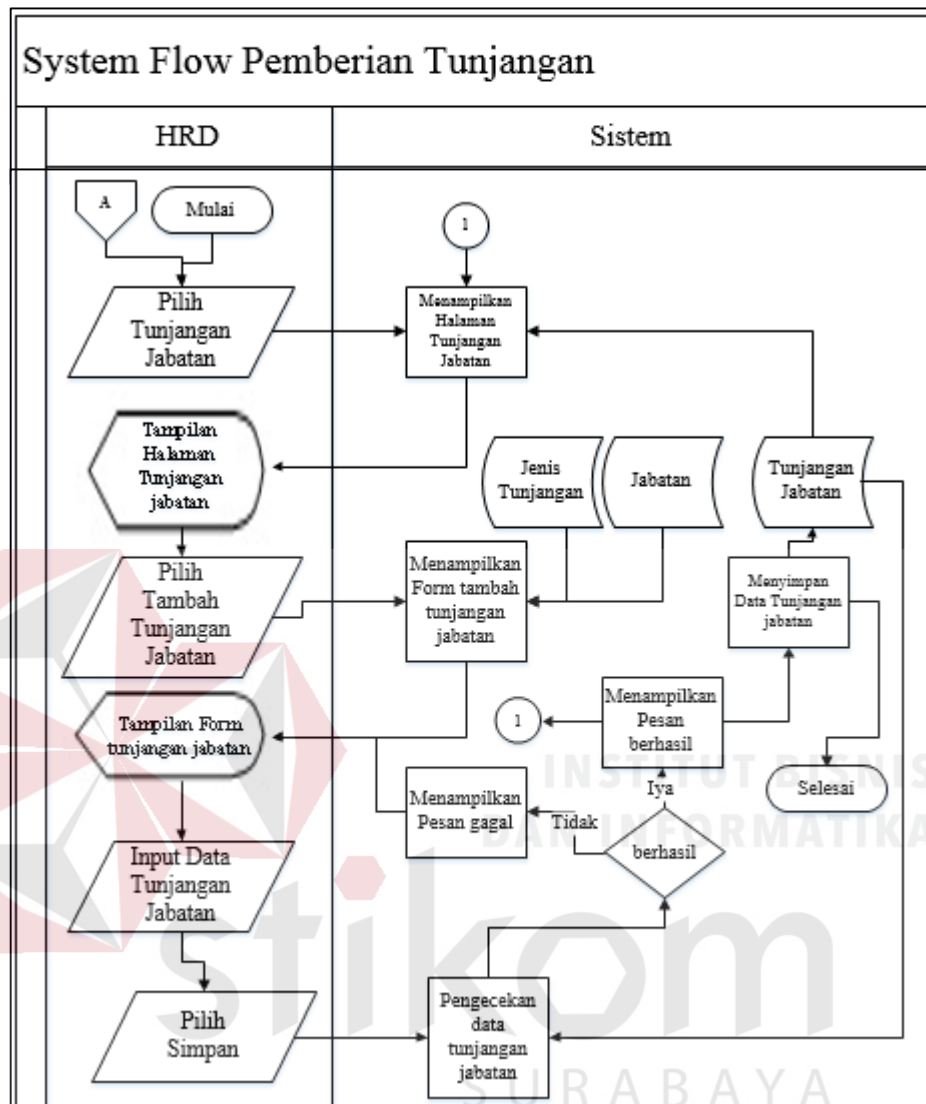 System Flow Pemberian Tunjangan
HRD
Sistem
A
Mulai
1
Pilih
Tunjangan
Jabatan
Menampilkan
Halaman
Tunjangan
Jabatan
Tampilan
Halaman
Tunjangan
jabatan
Jenis
Tunjangan
Jabatan
Tunjangan
Jabatan
Pilih
Tambah
Tunjangan
Jabatan
Menampilkan
Form tambah
tunjangan
jabatan
Menyimpan
Data Tunjangan
jabatan
Tampilan Form
tunjangan jabatan
1
Menampilkan
Pesan
berhasil
Selesai
Menampilkan
Pesan gagal
Tidak
Iya
berhasil
Input Data
Tunjangan
Jabatan
Pilih
Simpan
Pengecekan
data
tunjangan
jabatan
INSTITUT BISNIS
DAN INFORMATIKA
stikom
SURABAYA